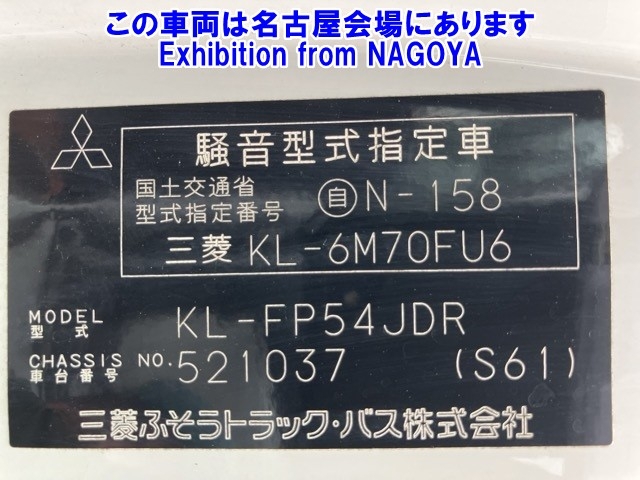 この車両は名古屋会場にあります
Exhibition from NAGOYA
騒音型式指定車
国土交通省
型式指定番号 自N-158
三菱 KL-6M70FU6
MODEL
型式 KL-FP54JDR
CHASSIS NO.
車台番号 521037 (S61)
三菱ふそうトラック・バス株式会社